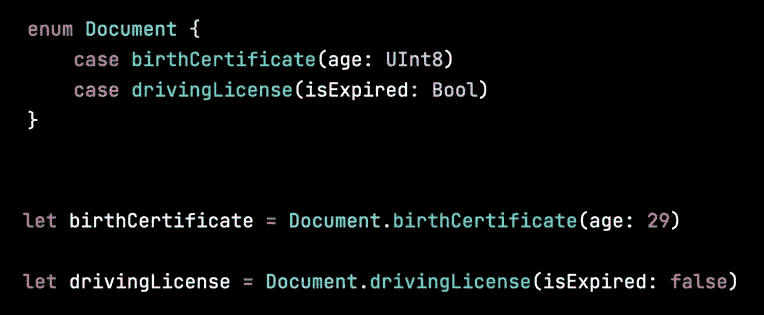 enum Document {
    case birthCertificate(age: UInt8)
    case drivingLicense(isExpired: Bool)
}
let birthCertificate = Document.birthCertificate(age: 29)
let drivingLicense = Document.drivingLicense(isExpired: false)